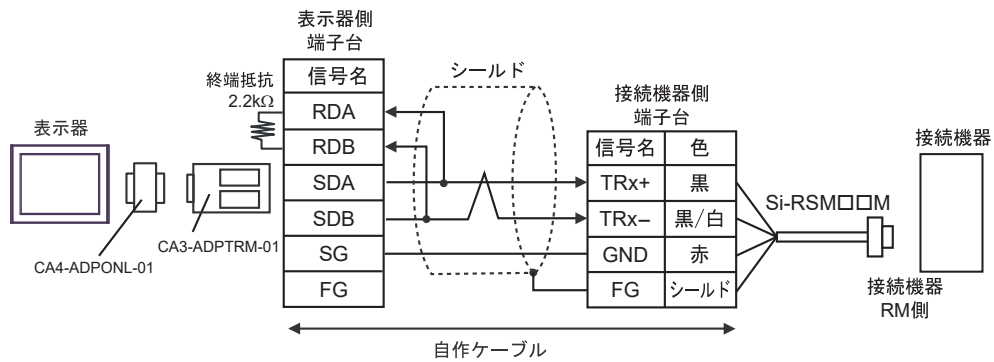 表示器側
端子台
信号名
RDA
RDB
SDA
SDB
SG
FG
終端抵抗
2.2kΩ
表示器
CA4-ADPONL-01
CA3-ADPTRM-01
シールド
接続機器側
端子台
信号名 色
TRx+ 黒
TRx− 黒/白
GND 赤
FG シールド
Si-RSM□□M
接続機器
接続機器
RM側
自作ケーブル